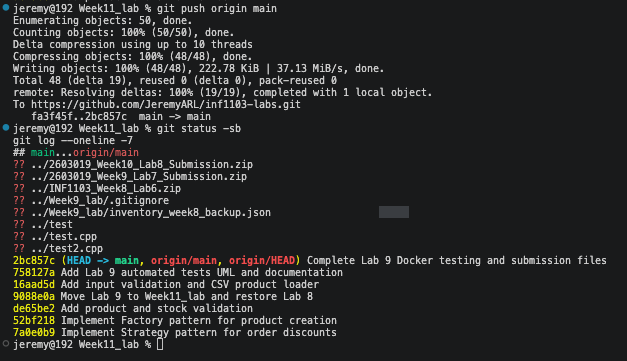 jeremy@192 Week11_lab % git push origin main
Enumerating objects: 50, done.
Counting objects: 100% (50/50), done.
Delta compression using up to 10 threads
Compressing objects: 100% (48/48), done.
Writing objects: 100% (48/48), 222.78 KiB | 37.13 MiB/s, done.
Total 48 (delta 19), reused 0 (delta 0), pack-reused 0
remote: Resolving deltas: 100% (19/19), completed with 1 local object.
To https://github.com/JeremyARL/inf1103-labs.git
fa3f45f..2bc857c  main -> main
jeremy@192 Week11_lab % git status -sb
git log --oneline -7
## main...origin/main
?? ../2603019_Week10_Lab8_Submission.zip
?? ../2603019_Week9_Lab7_Submission.zip
?? ../INF1103_Week8_Lab6.zip
?? ../Week9_lab/.gitignore
?? ../Week9_lab/inventory_week8_backup.json
?? ../test
?? ../test.cpp
?? ../test2.cpp
2bc857c (HEAD -> main, origin/main, origin/HEAD) Complete Lab 9 Docker testing and submission files
758127a Add Lab 9 automated tests UML and documentation
16aad5d Add input validation and CSV product loader
9088e0a Move Lab 9 to Week11_lab and restore Lab 8
de65be2 Add product and stock validation
52bf218 Implement Factory pattern for product creation
7a0e0b9 Implement Strategy pattern for order discounts
jeremy@192 Week11_lab %